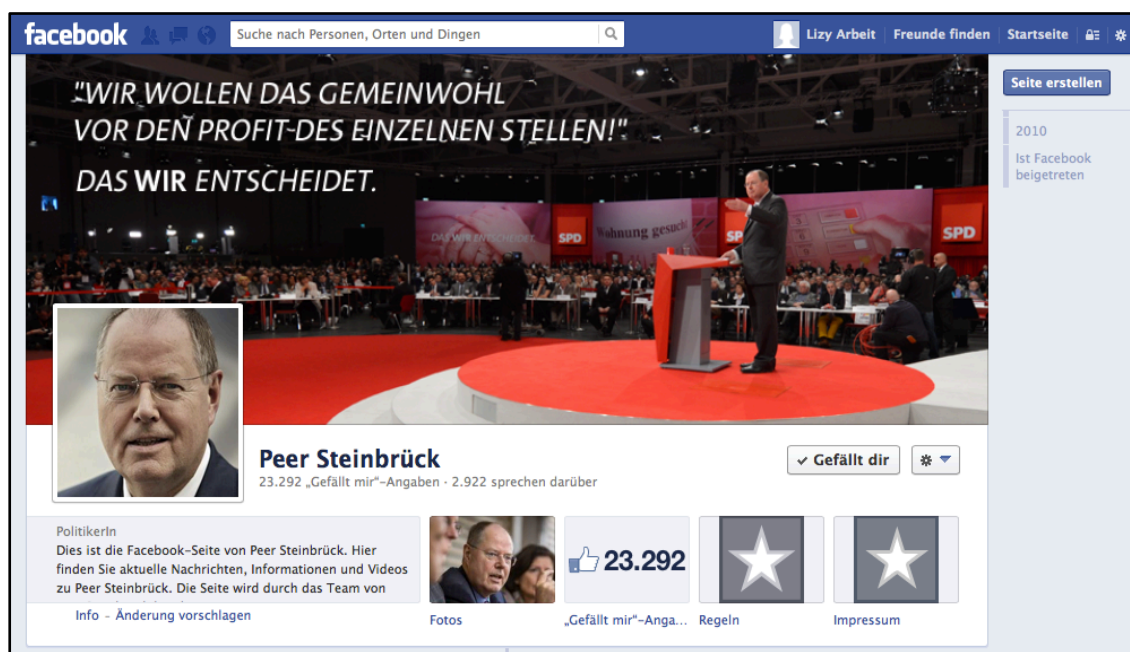 facebook
Suche nach Personen, Orten und Dingen
Lizy Arbeit
Freunde finden
Startseite
"WIR WOLLEN DAS GEMEINWOHL
VOR DEN PROFIT DES EINZELNEN STELLEN!"
DAS WIR ENTSCHEIDET.
DAS WIR ENTSCHEIDET.
SPD
Wohnung gesucht
SP
SPD
Seite erstellen
2010
Ist Facebook
beigetreten
Peer Steinbrück
23.292 „Gefällt mir“-Angaben · 2.922 sprechen darüber
✓ Gefällt dir
PolitikerIn
Dies ist die Facebook-Seite von Peer Steinbrück. Hier
finden Sie aktuelle Nachrichten, Informationen und Videos
zu Peer Steinbrück. Die Seite wird durch das Team von
Info – Änderung vorschlagen
23.292
Fotos
„Gefällt mir“-Anga...
Regeln
Impressum